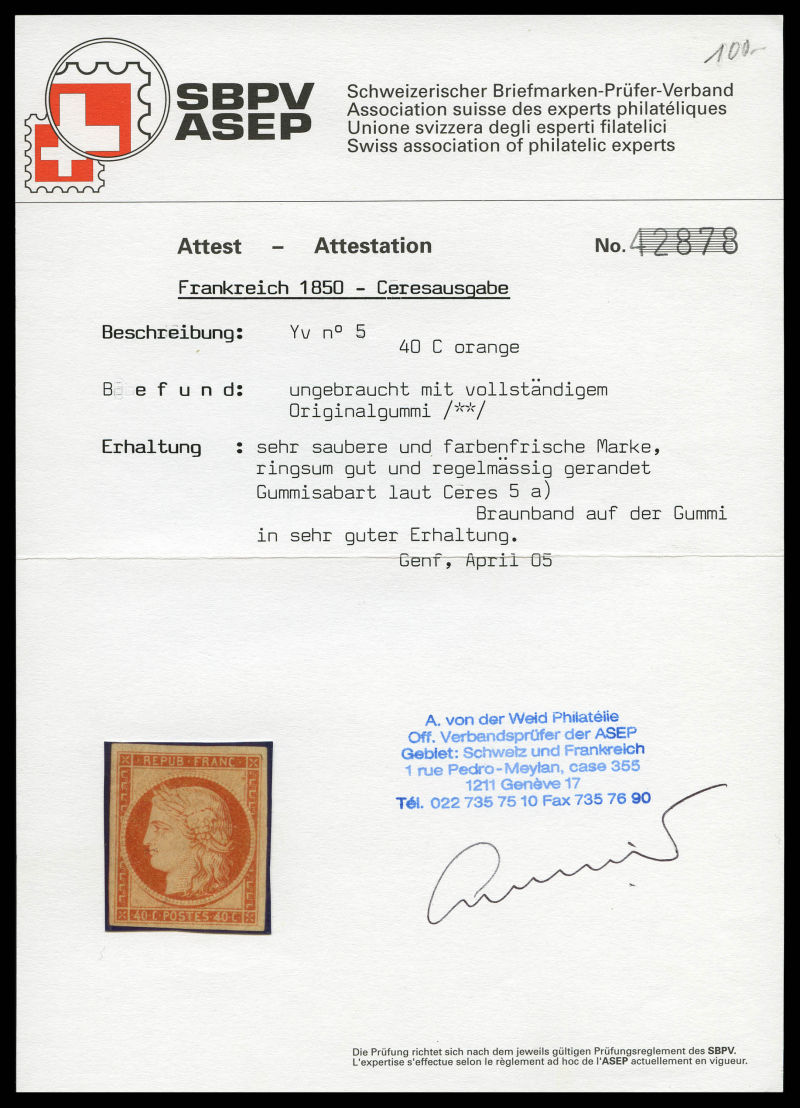 100.-
SBPV
ASEP
Schweizerischer Briefmarken-Prüfer-Verband
Association suisse des experts philatéliques
Unione svizzera degli esperti filatelici
Swiss association of philatelic experts
Attest – Attestation No. 42878
Frankreich 1850 - Ceresausgabe
Beschreibung: Yv nº 5
40 C orange
Befund: ungebraucht mit vollständigem
Originalgummi /**/
Erhaltung : sehr saubere und farbenfrische Marke,
ringsum gut und regelmässig gerandet
Gummisabart laut Ceres 5 a)
Braunband auf der Gummi
in sehr guter Erhaltung.
Genf, April 05
A. von der Weid Philatélie
Off. Verbandsprüfer der ASEP
Gebiet: Schweiz und Frankreich
1 rue Pedro-Meylan, case 355
1211 Genève 17
Tél. 022 735 75 10 Fax 735 76 90
REPUB·FRANC·
40·C·POSTES·40·C·
Die Prüfung richtet sich nach dem jeweils gültigen Prüfungsreglement des SBPV.
L'expertise s'effectue selon le règlement ad hoc de l'ASEP actuellement en vigueur.